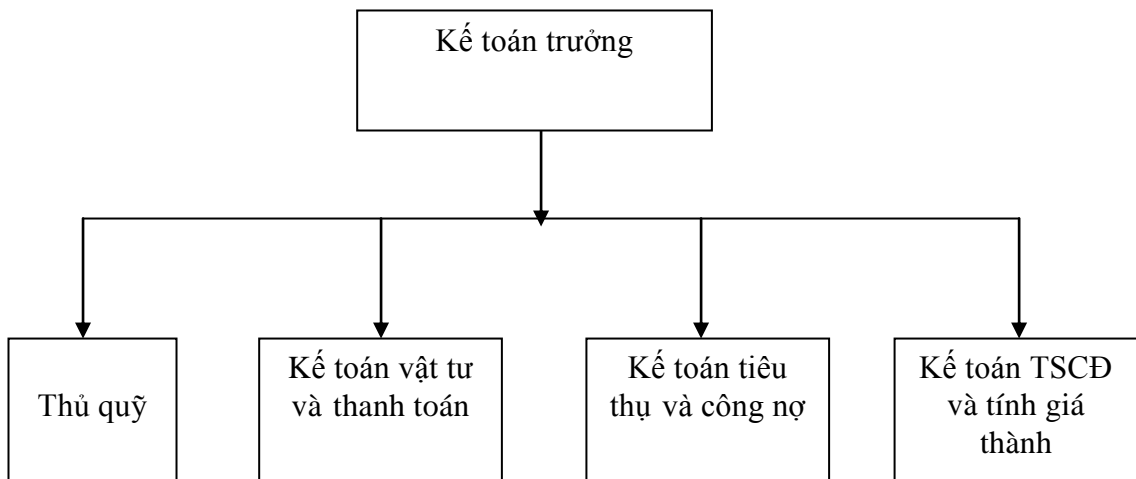 Kế toán trưởng
Thủ quỹ
Kế toán vật tư
và thanh toán
Kế toán tiêu
thụ và công nợ
Kế toán TSCĐ
và tính giá
thành